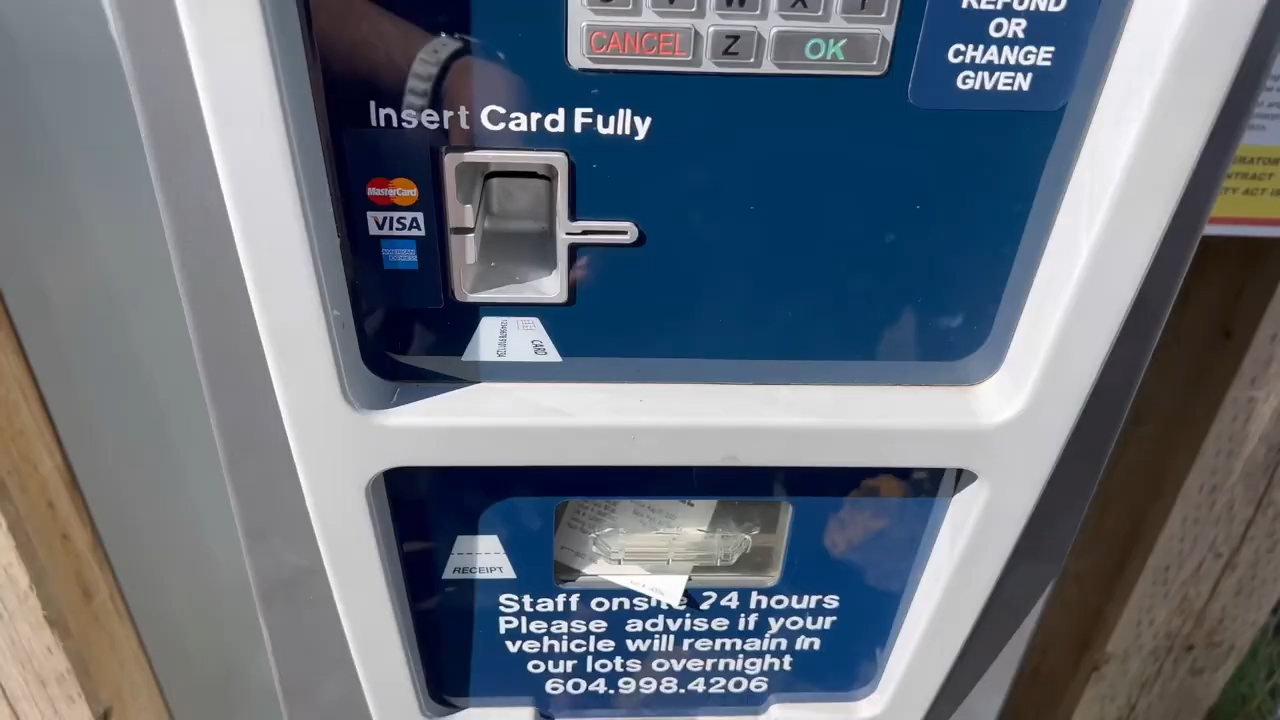 REFUND
OR
CHANGE
GIVEN
U V W X Y
CANCEL Z OK
Insert Card Fully
MasterCard
VISA
AMERICAN
EXPRESS
CARD
RECEIPT
Staff onsite 24 hours
Please advise if your
vehicle will remain in
our lots overnight
604.998.4206